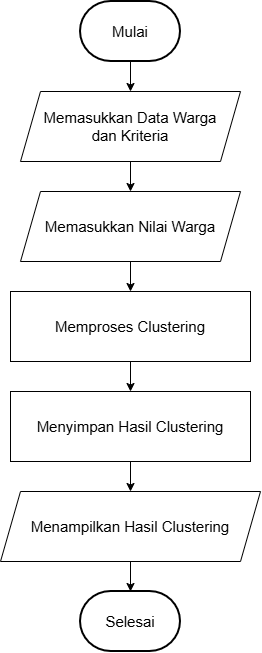 Mulai
Memasukkan Data Warga
dan Kriteria
Memasukkan Nilai Warga
Memproses Clustering
Menyimpan Hasil Clustering
Menampilkan Hasil Clustering
Selesai